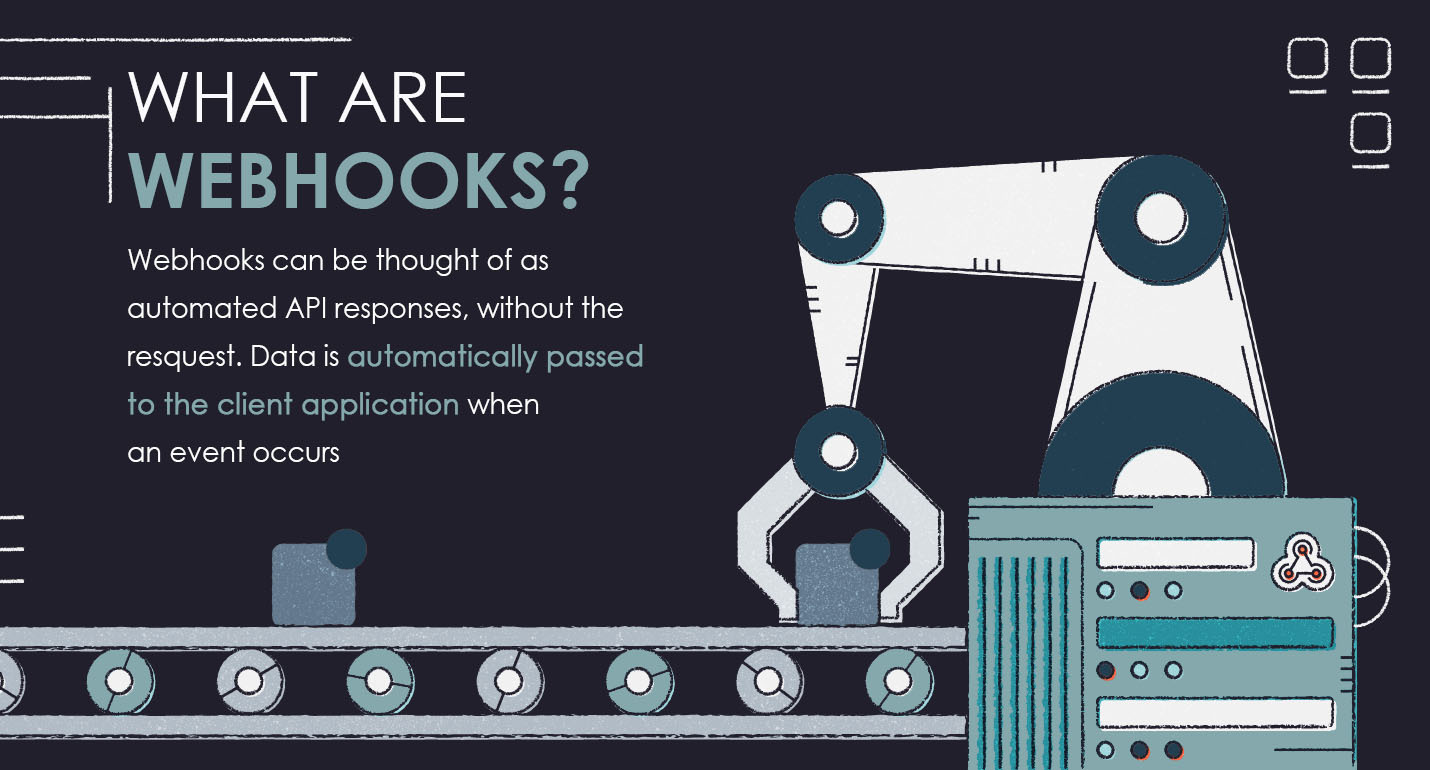 WHAT ARE
WEBHOOKS?
Webhooks can be thought of as
automated API responses, without the
resquest. Data is automatically passed
to the client application when
an event occurs